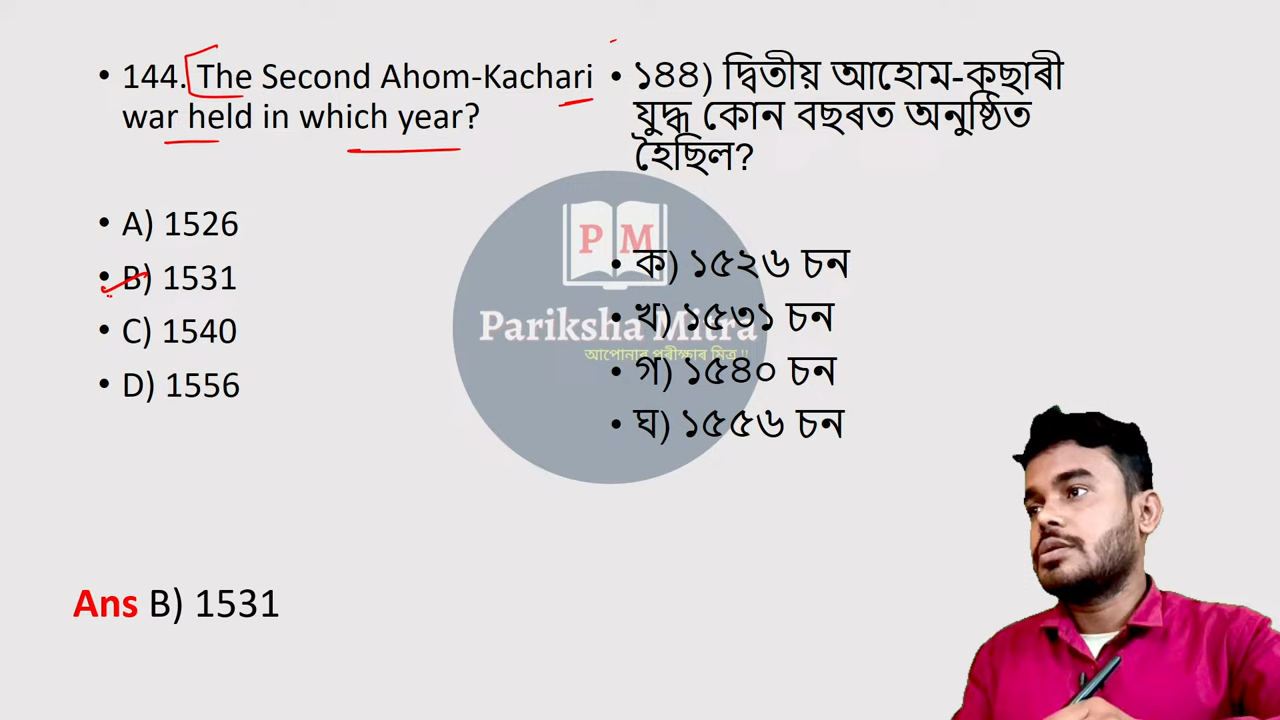 • 144. The Second Ahom-Kachari
war held in which year?
• A) 1526
• B) 1531
• C) 1540
• D) 1556
• ১৪৪) দ্বিতীয় আহোম-কছাৰী
যুদ্ধ কোন বছৰত অনুষ্ঠিত
হৈছিল?
• ক) ১৫২৬ চন
• খ) ১৫৩১ চন
• গ) ১৫৪০ চন
• ঘ) ১৫৫৬ চন
P M
Pariksha Mitra
আপোনাৰ পৰীক্ষাৰ মিত্ৰ !!
Ans B) 1531